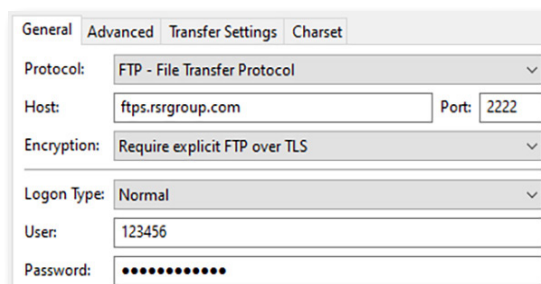 General Advanced Transfer Settings Charset
Protocol: FTP - File Transfer Protocol
Host: ftps.rsrgroup.com Port: 2222
Encryption: Require explicit FTP over TLS
Logon Type: Normal
User: 123456
Password: ●●●●●●●●●●●●